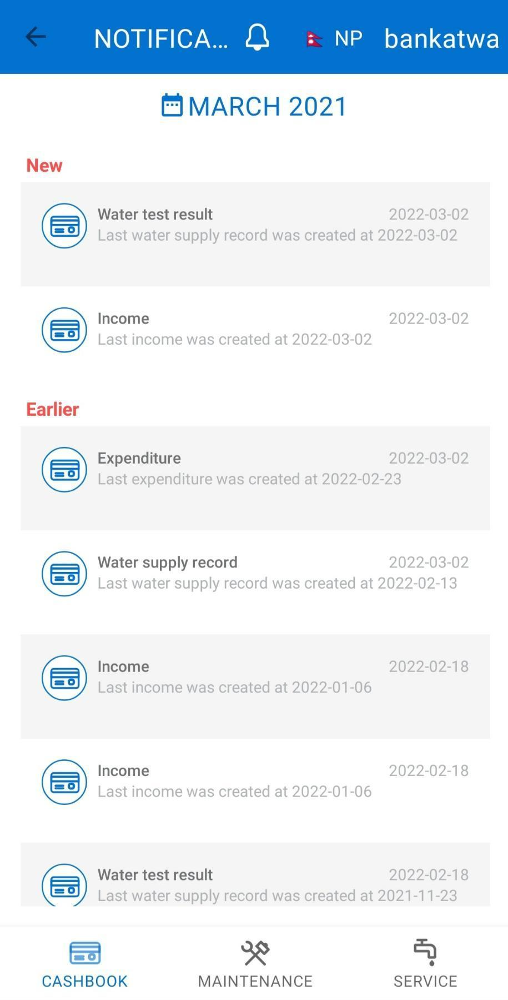 NOTIFICA... NP bankatwa
MARCH 2021
New
Water test result 2022-03-02
Last water supply record was created at 2022-03-02
Income 2022-03-02
Last income was created at 2022-03-02
Earlier
Expenditure 2022-03-02
Last expenditure was created at 2022-02-23
Water supply record 2022-03-02
Last water supply record was created at 2022-02-13
Income 2022-02-18
Last income was created at 2022-01-06
Income 2022-02-18
Last income was created at 2022-01-06
Water test result 2022-02-18
Last water supply record was created at 2021-11-23
CASHBOOK MAINTENANCE SERVICE